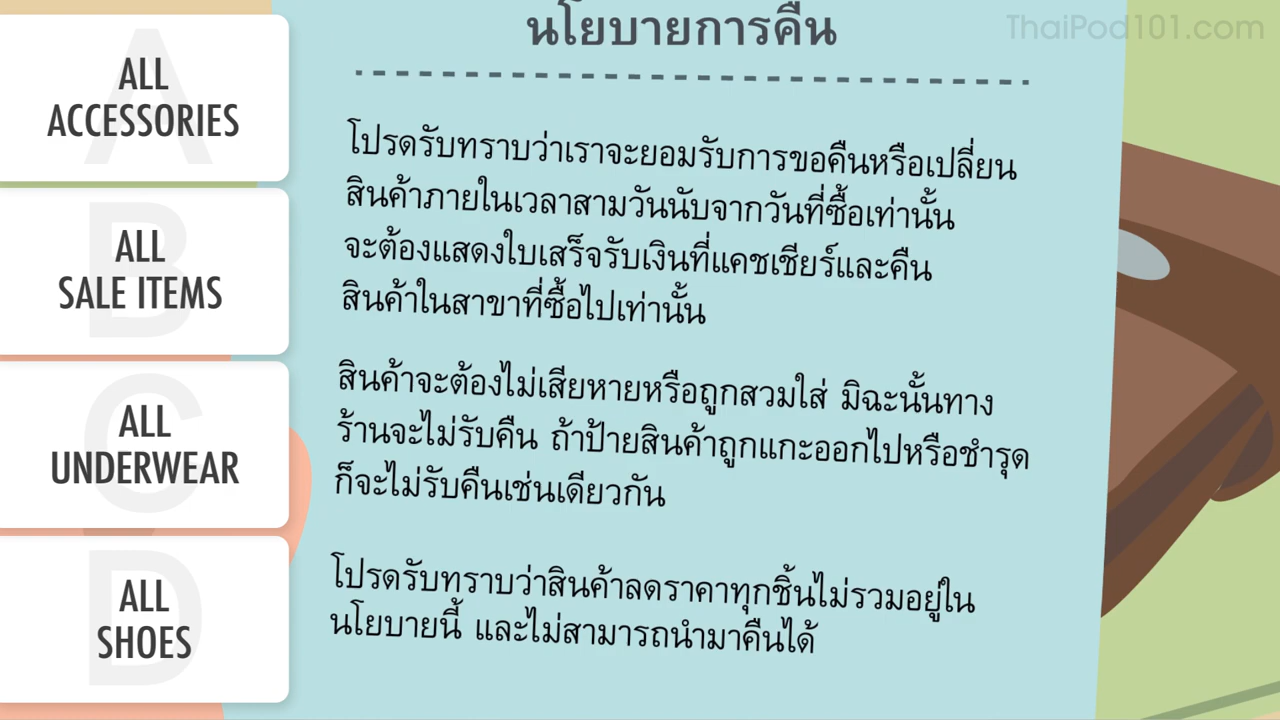 นโยบายการคืน
ThaiPod101.com
A
ALL
ACCESSORIES
B
ALL
SALE ITEMS
C
ALL
UNDERWEAR
D
ALL
SHOES
โปรดรับทราบว่าเราจะยอมรับการขอคืนหรือเปลี่ยน
สินค้าภายในเวลาสามวันนับจากวันที่ซื้อเท่านั้น
จะต้องแสดงใบเสร็จรับเงินที่แคชเชียร์และคืน
สินค้าในสาขาที่ซื้อไปเท่านั้น
สินค้าจะต้องไม่เสียหายหรือถูกสวมใส่ มิฉะนั้นทาง
ร้านจะไม่รับคืน ถ้าป้ายสินค้าถูกแกะออกไปหรือชำรุด
ก็จะไม่รับคืนเช่นเดียวกัน
โปรดรับทราบว่าสินค้าลดราคาทุกชิ้นไม่รวมอยู่ใน
นโยบายนี้ และไม่สามารถนำมาคืนได้